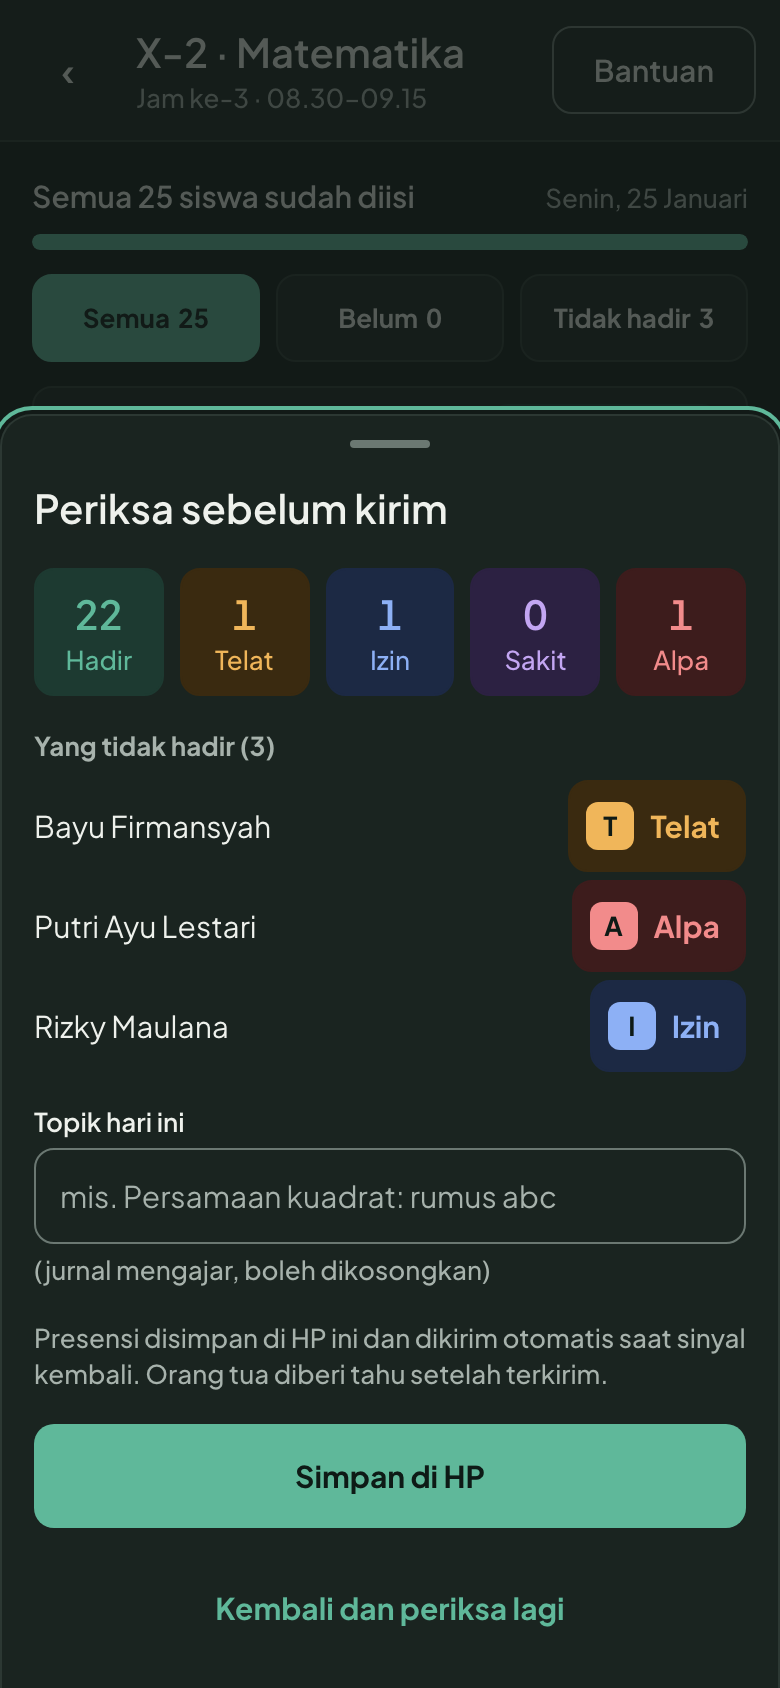 ‹
X-2 · Matematika
Jam ke-3 · 08.30–09.15
Bantuan
Semua 25 siswa sudah diisi
Senin, 25 Januari
Semua 25
Belum 0
Tidak hadir 3
Periksa sebelum kirim
22
Hadir
1
Telat
1
Izin
0
Sakit
1
Alpa
Yang tidak hadir (3)
Bayu Firmansyah
T Telat
Putri Ayu Lestari
A Alpa
Rizky Maulana
I Izin
Topik hari ini
mis. Persamaan kuadrat: rumus abc
(jurnal mengajar, boleh dikosongkan)
Presensi disimpan di HP ini dan dikirim otomatis saat sinyal
kembali. Orang tua diberi tahu setelah terkirim.
Simpan di HP
Kembali dan periksa lagi